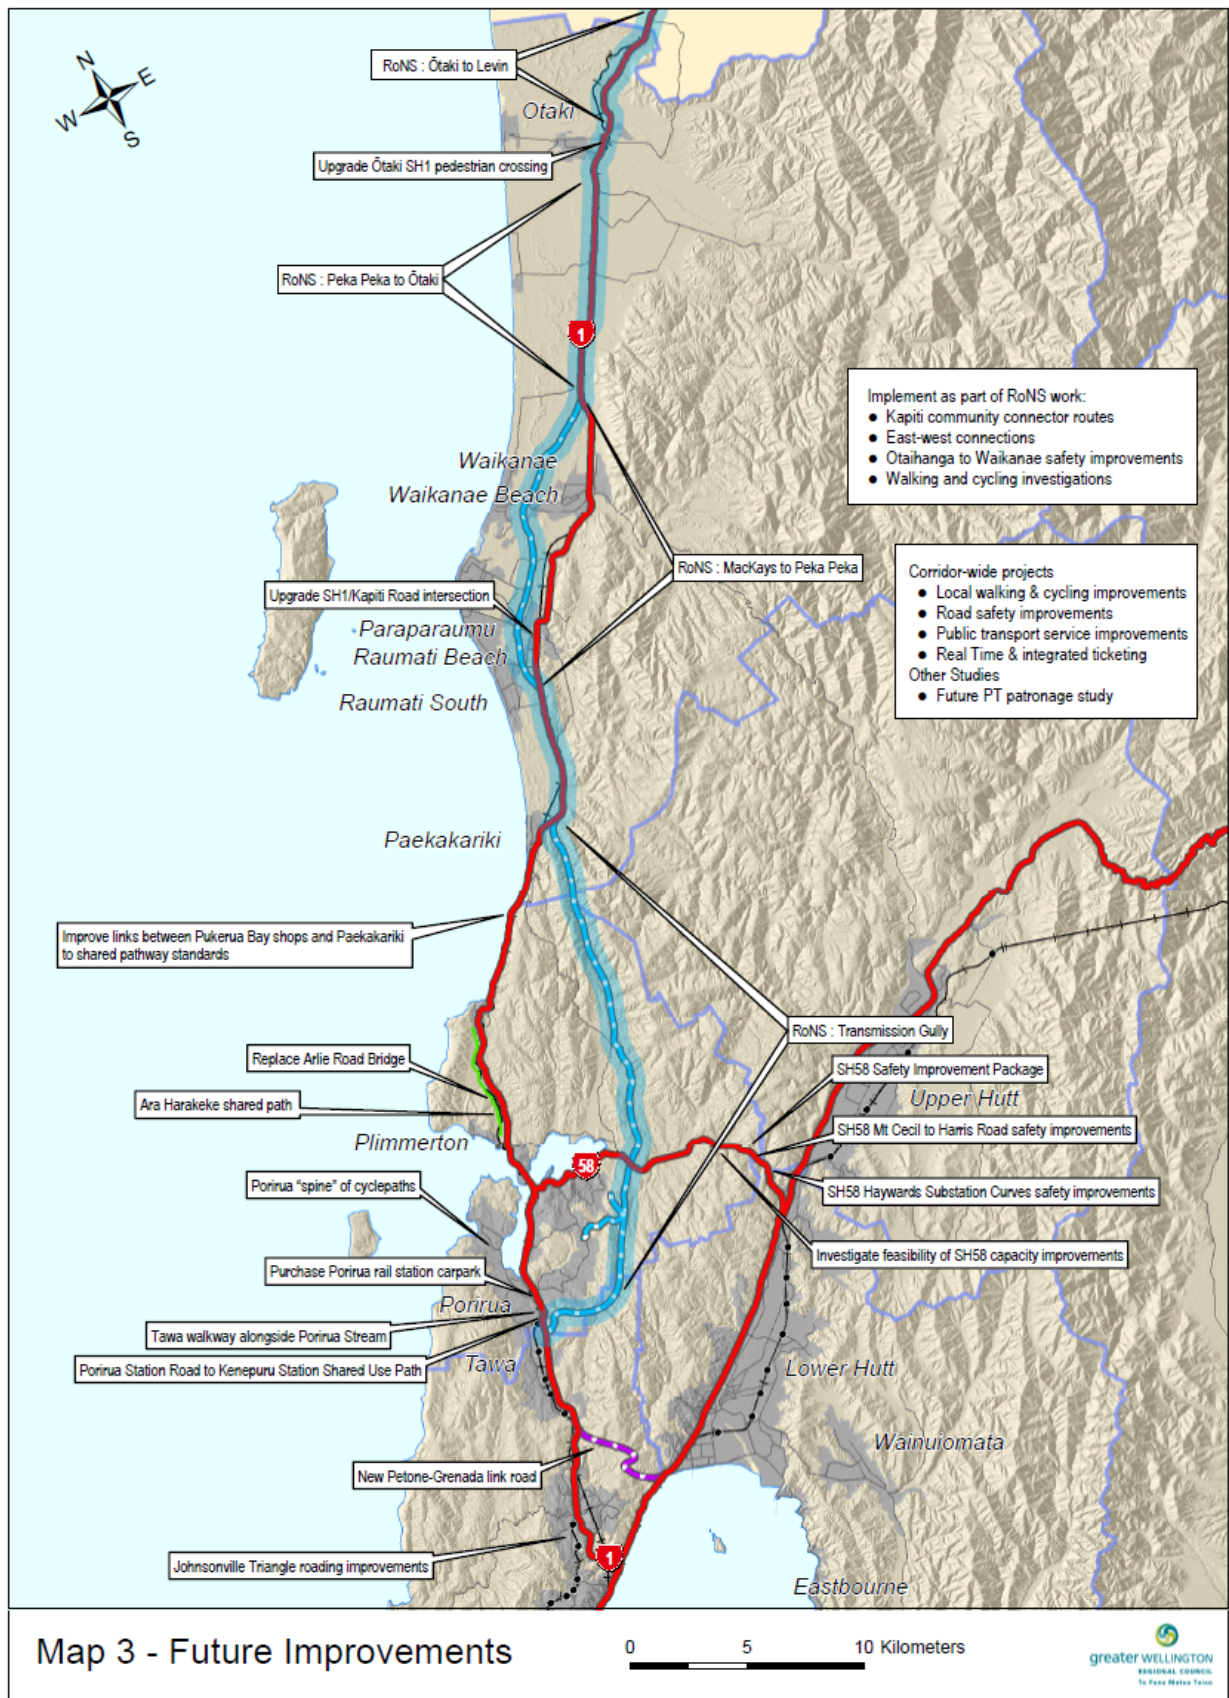 N
E
W
S
RoNS : Ōtaki to Levin
Otaki
Upgrade Ōtaki SH1 pedestrian crossing
RoNS : Peka Peka to Ōtaki
1
Implement as part of RoNS work:
● Kapiti community connector routes
● East-west connections
● Otaihanga to Waikanae safety improvements
● Walking and cycling investigations
Waikanae
Waikanae Beach
RoNS : MacKays to Peka Peka
Corridor-wide projects
● Local walking & cycling improvements
● Road safety improvements
● Public transport service improvements
● Real Time & integrated ticketing
Other Studies
● Future PT patronage study
Upgrade SH1/Kapiti Road intersection
Paraparaumu
Raumati Beach
Raumati South
Paekakariki
Improve links between Pukerua Bay shops and Paekakariki
to shared pathway standards
RoNS : Transmission Gully
Replace Arlie Road Bridge
SH58 Safety Improvement Package
Ara Harakeke shared path
Upper Hutt
SH58 Mt Cecil to Harris Road safety improvements
Plimmerton
58
Porirua "spine" of cyclepaths
SH58 Haywards Substation Curves safety improvements
Investigate feasibility of SH58 capacity improvements
Purchase Porirua rail station carpark
Porirua
Tawa walkway alongside Porirua Stream
Porirua Station Road to Kenepuru Station Shared Use Path
Tawa
Lower Hutt
Wainuiomata
New Petone-Grenada link road
Johnsonville Triangle roading improvements
1
Eastbourne
Map 3 - Future Improvements
0 5 10 Kilometers
greater WELLINGTON
REGIONAL COUNCIL
Te Pane Matua Taiao